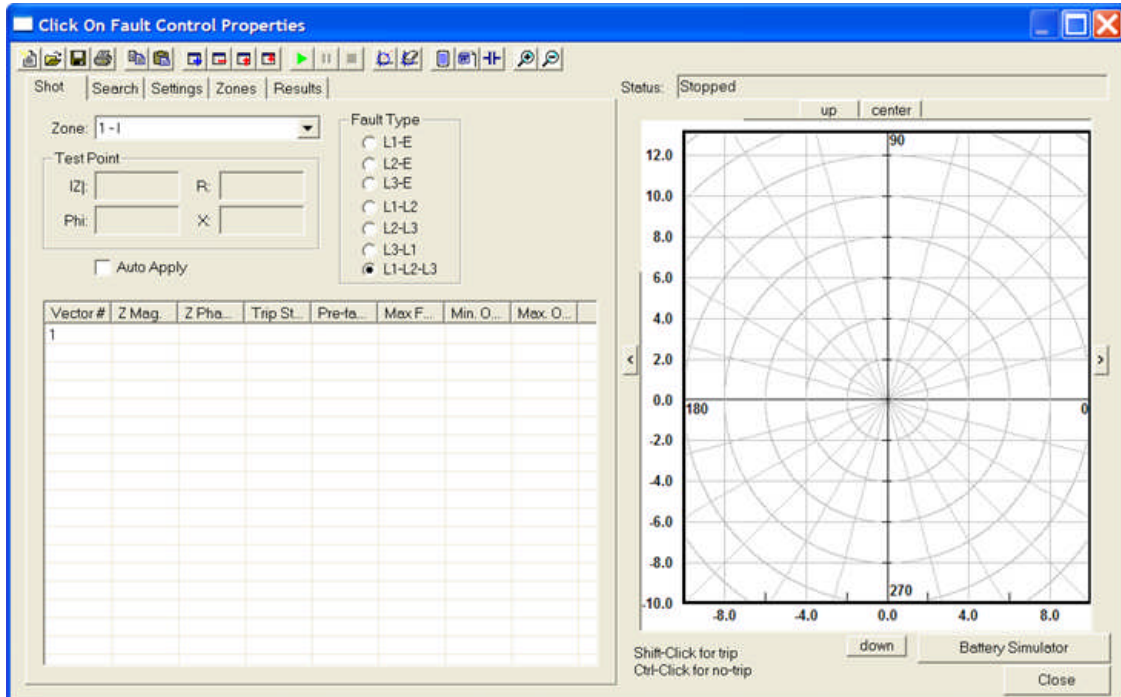 Click On Fault Control Properties
Shot Search Settings Zones Results
Status: Stopped
up center
Zone: 1 - I
Fault Type
L1-E
L2-E
L3-E
L1-L2
L2-L3
L3-L1
L1-L2-L3
Test Point
|Z|: R:
Phi: X:
Auto Apply
Vector # Z Mag. Z Pha... Trip St... Pre-fa... Max F... Min. O... Max. O...
1
90
12.0
10.0
8.0
6.0
4.0
2.0
< >
0.0
180 0
-2.0
-4.0
-6.0
-8.0
270
-10.0
-8.0 -4.0 0.0 4.0 8.0
Shift-Click for trip
Ctrl-Click for no-trip
down
Battery Simulator
Close